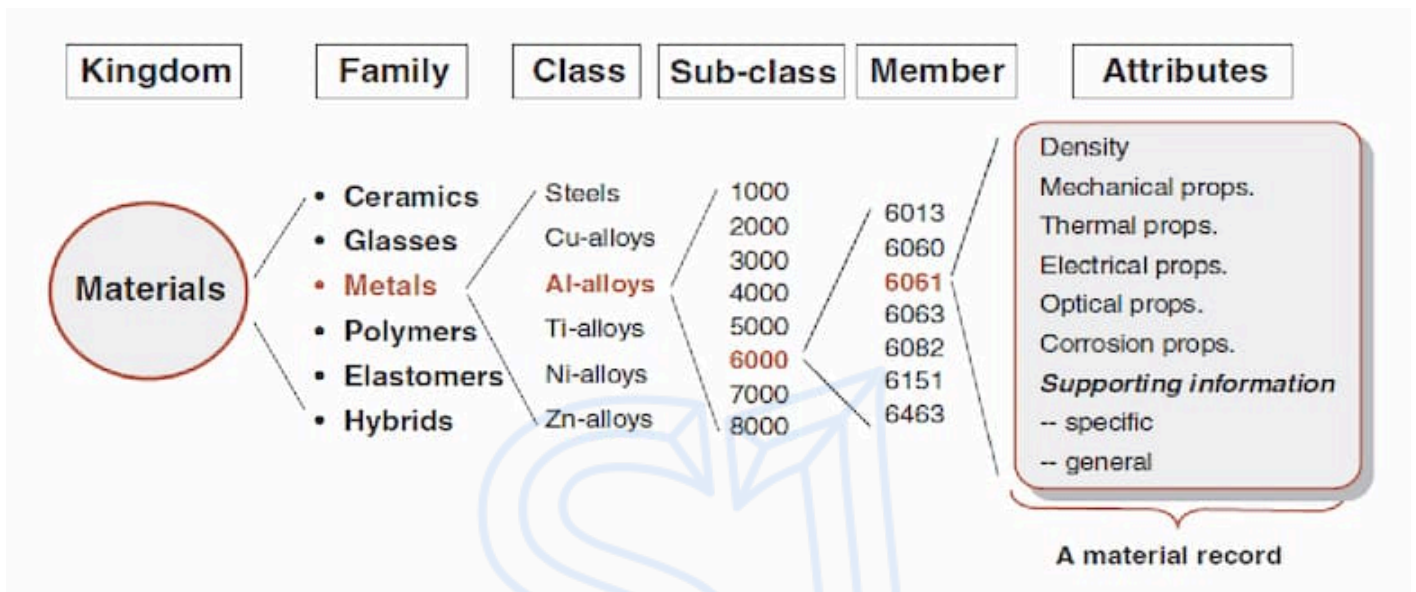 Kingdom Family Class Sub-class Member Attributes
Materials
• Ceramics
• Glasses
• Metals
• Polymers
• Elastomers
• Hybrids
Steels
Cu-alloys
Al-alloys
Ti-alloys
Ni-alloys
Zn-alloys
1000
2000
3000
4000
5000
6000
7000
8000
6013
6060
6061
6063
6082
6151
6463
Density
Mechanical props.
Thermal props.
Electrical props.
Optical props.
Corrosion props.
Supporting information
-- specific
-- general
A material record